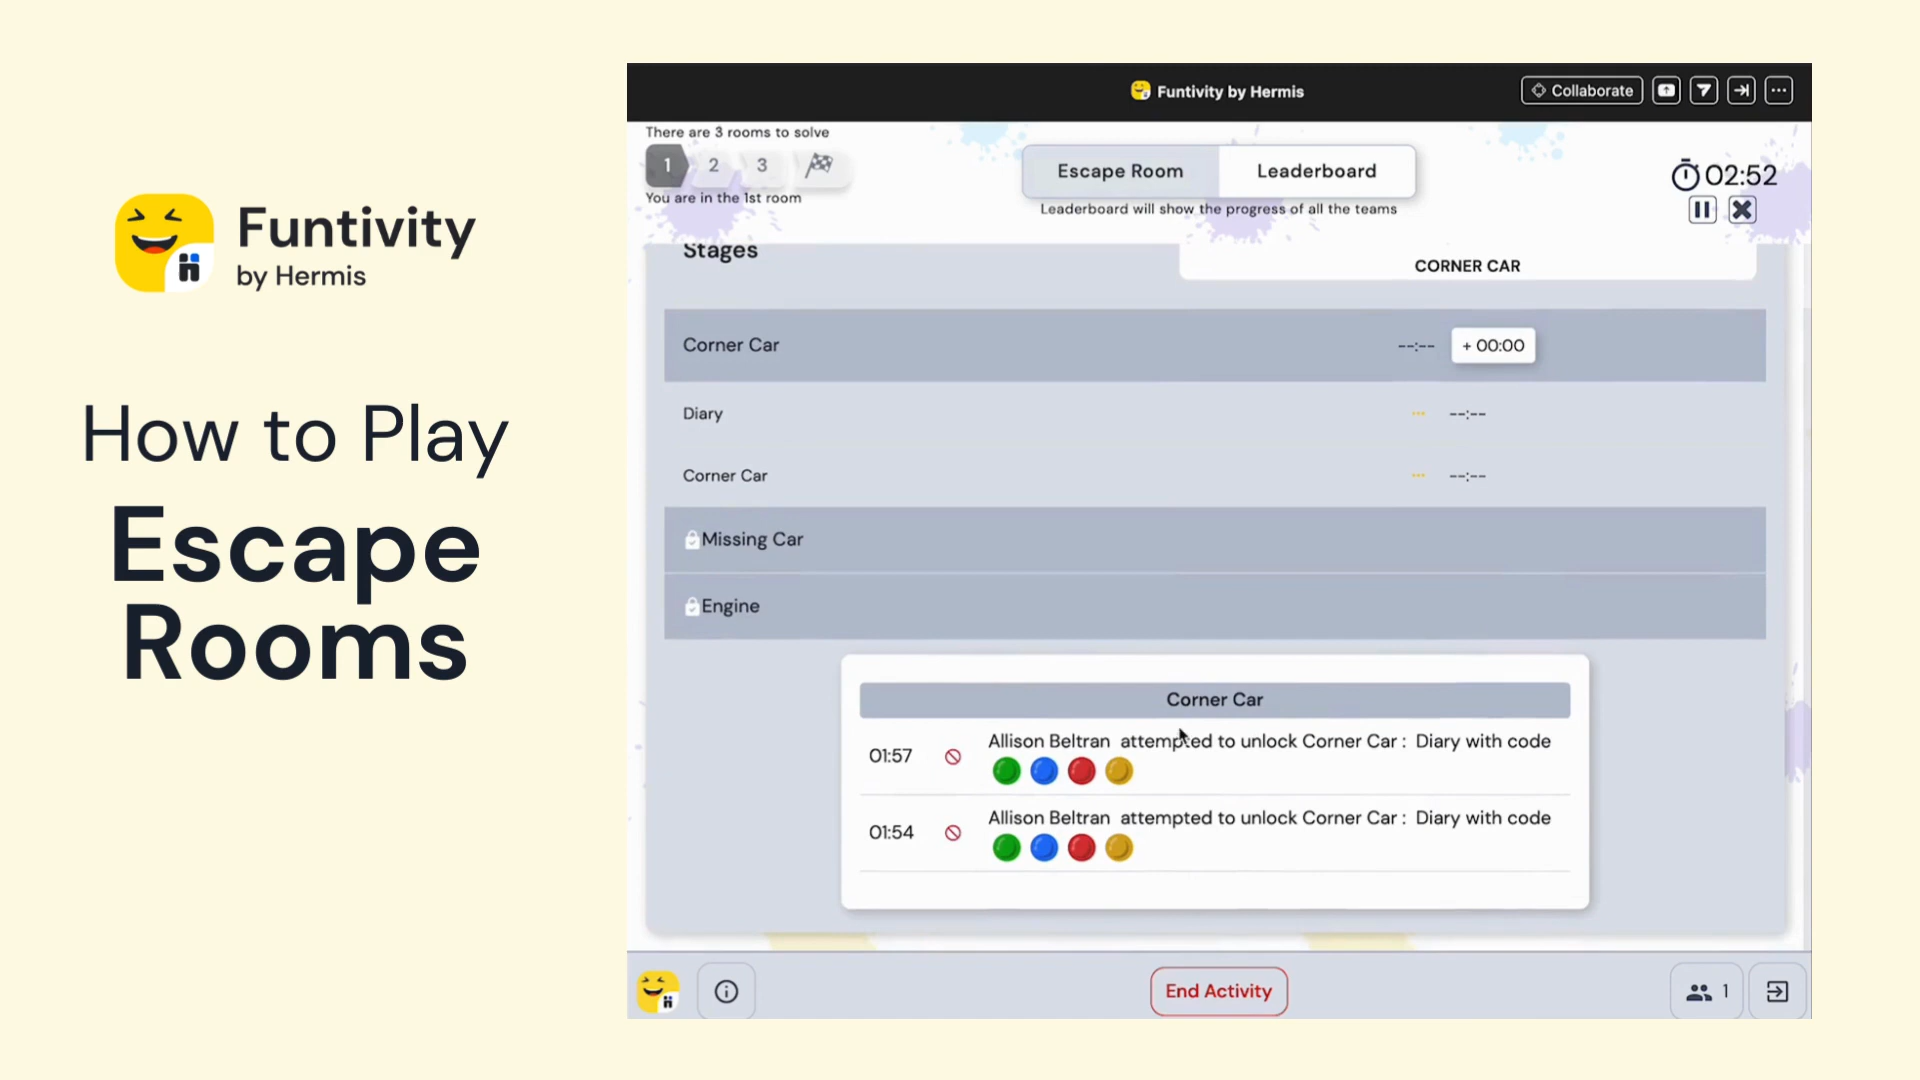 Funtivity
by Hermis
How to Play
Escape
Rooms
Funtivity by Hermis
Collaborate
There are 3 rooms to solve
1 2 3
You are in the 1st room
Escape Room Leaderboard
Leaderboard will show the progress of all the teams
02:52
Stages
CORNER CAR
Corner Car --:-- + 00:00
Diary --:--
Corner Car --:--
Missing Car
Engine
Corner Car
01:57 Allison Beltran attempted to unlock Corner Car : Diary with code
01:54 Allison Beltran attempted to unlock Corner Car : Diary with code
End Activity
1